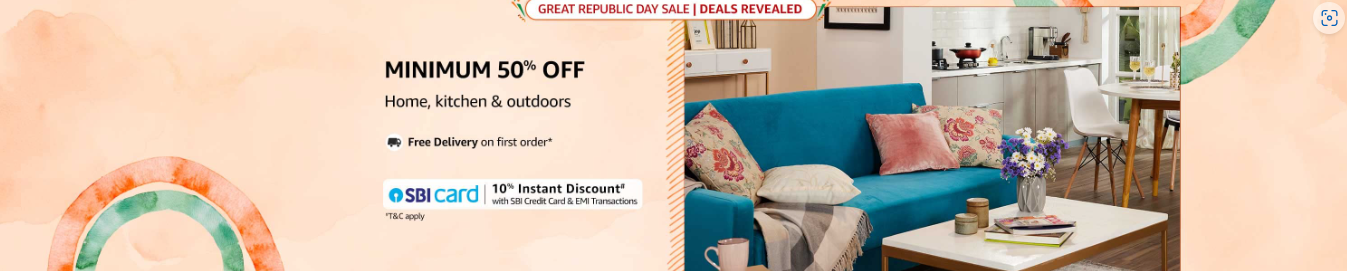 GREAT REPUBLIC DAY SALE | DEALS REVEALED
MINIMUM 50% OFF
Home, kitchen & outdoors
Free Delivery on first order*
SBI card | 10% Instant Discount#
with SBI Credit Card & EMI Transactions
*T&C apply